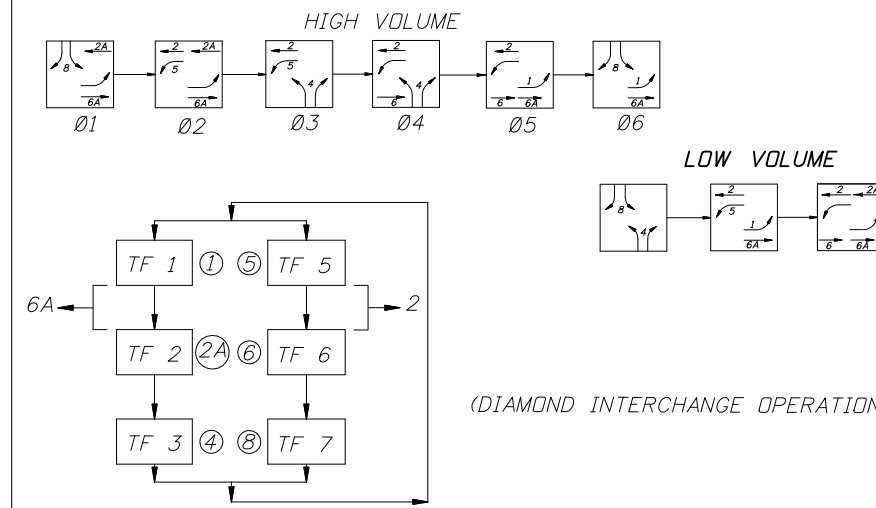 HIGH VOLUME
8 2A 6A
2 2A 5 6A
2 5 4
2 4 6
2 1 6 6A
8 1 6A
Ø1 Ø2 Ø3 Ø4 Ø5 Ø6
LOW VOLUME
8 4
2 5 1 6A
2 2A 6 6A
TF 1 1 5 TF 5
6A 2
TF 2 2A 6 TF 6
(DIAMOND INTERCHANGE OPERATION
TF 3 4 8 TF 7